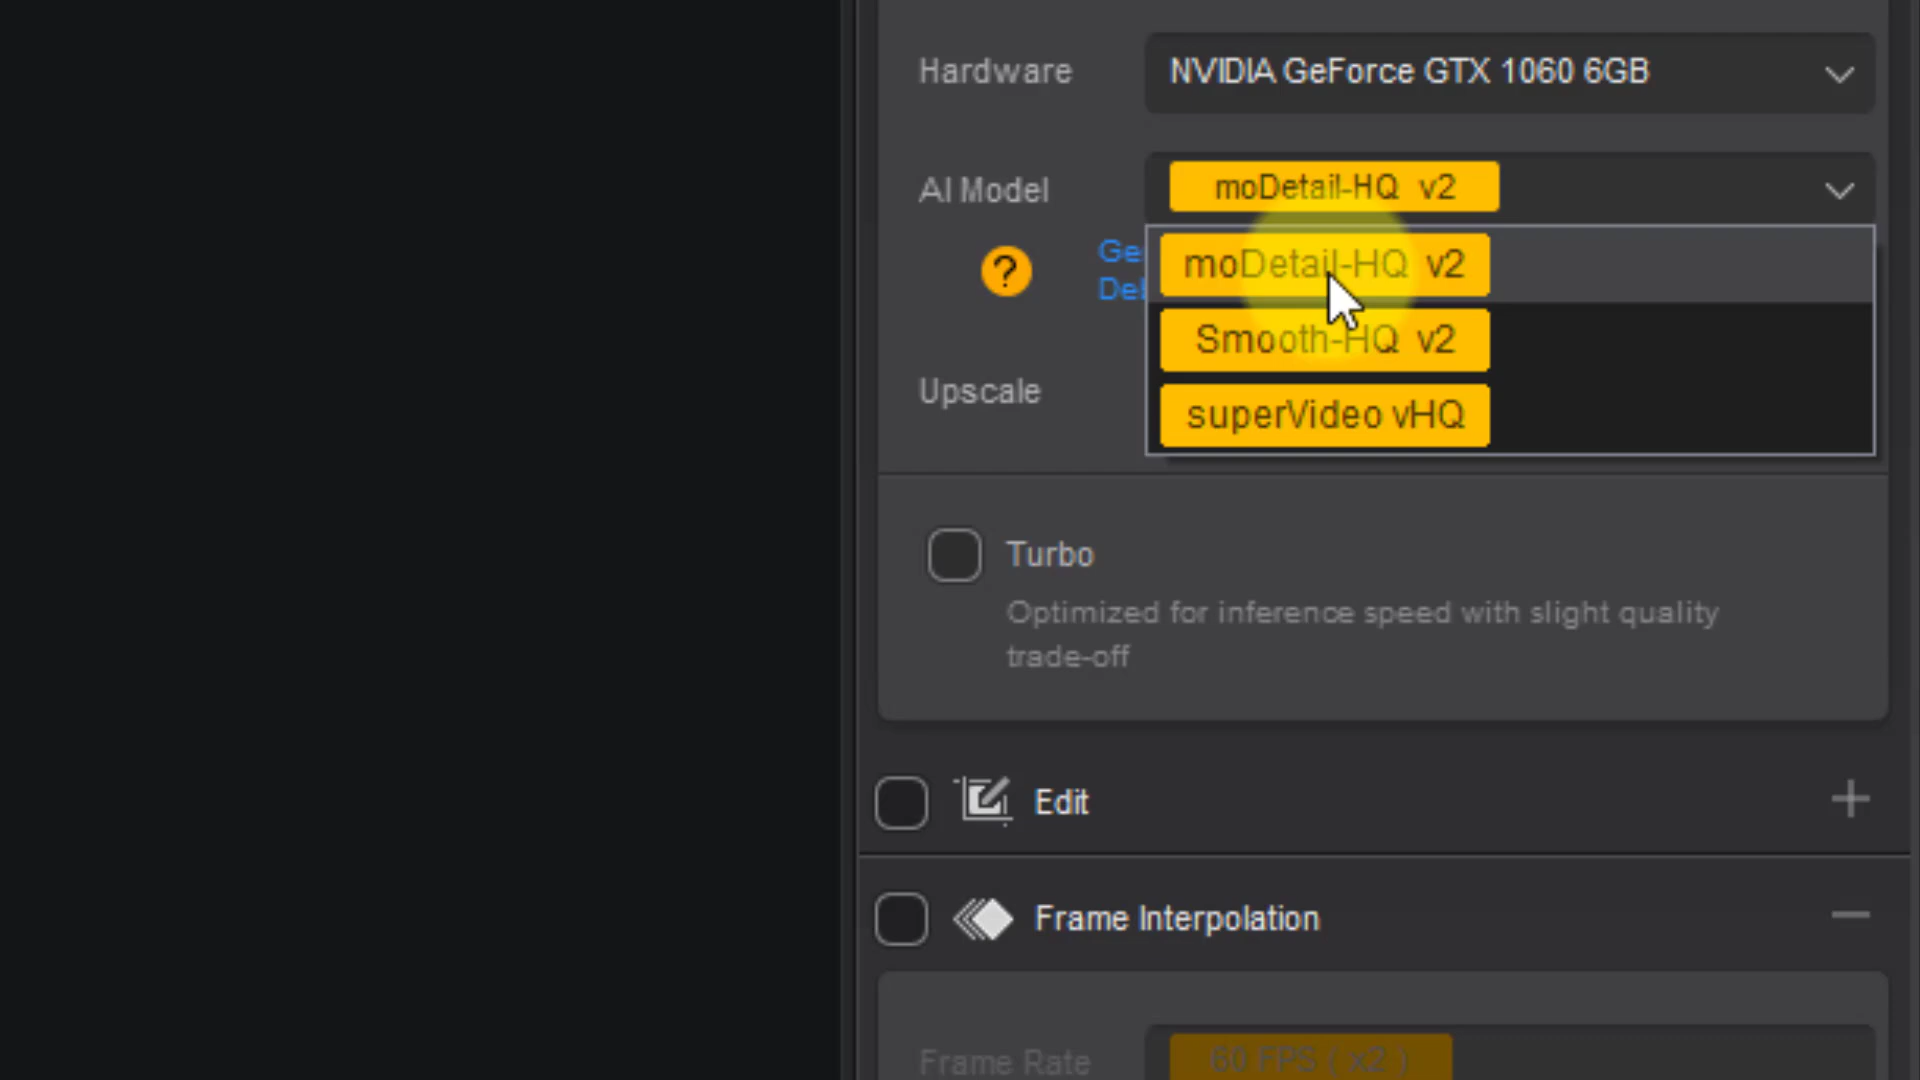 Hardware NVIDIA GeForce GTX 1060 6GB
AI Model moDetail-HQ v2
?
moDetail-HQ v2
Smooth-HQ v2
superVideo vHQ
Upscale
Turbo
Optimized for inference speed with slight quality
trade-off
Edit
Frame Interpolation
Frame Rate 60 FPS ( x2 )